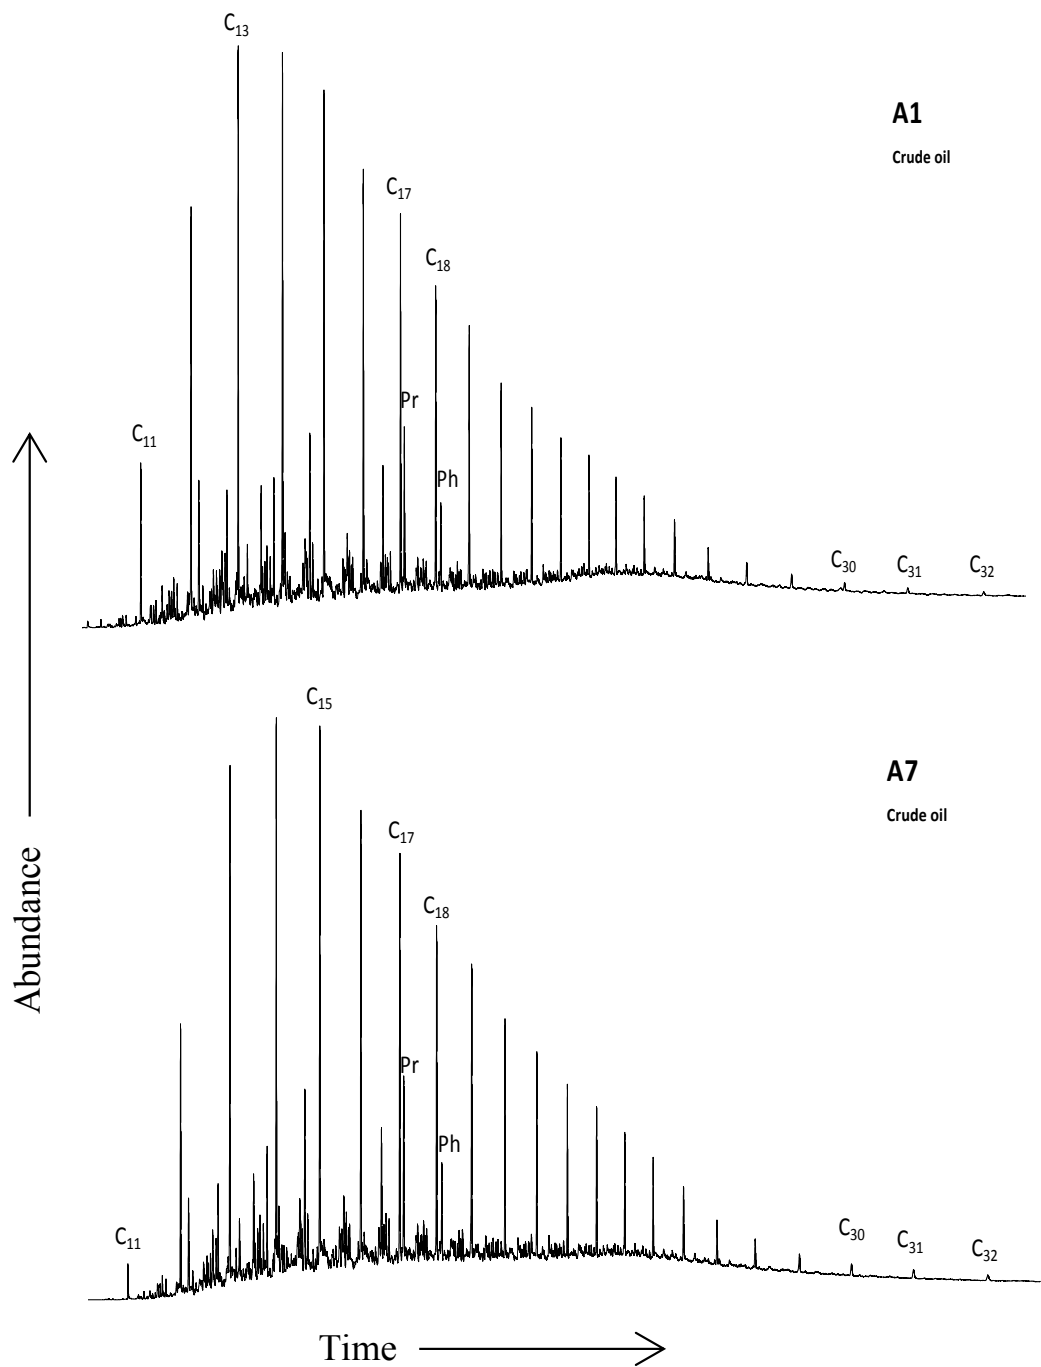 C₁₃
A1
Crude oil
C₁₇
C₁₈
Pr
C₁₁
Ph
C₃₀
C₃₁
C₃₂
C₁₅
A7
Crude oil
C₁₇
C₁₈
Pr
Ph
C₁₁
C₃₀
C₃₁
C₃₂
Abundance
Time